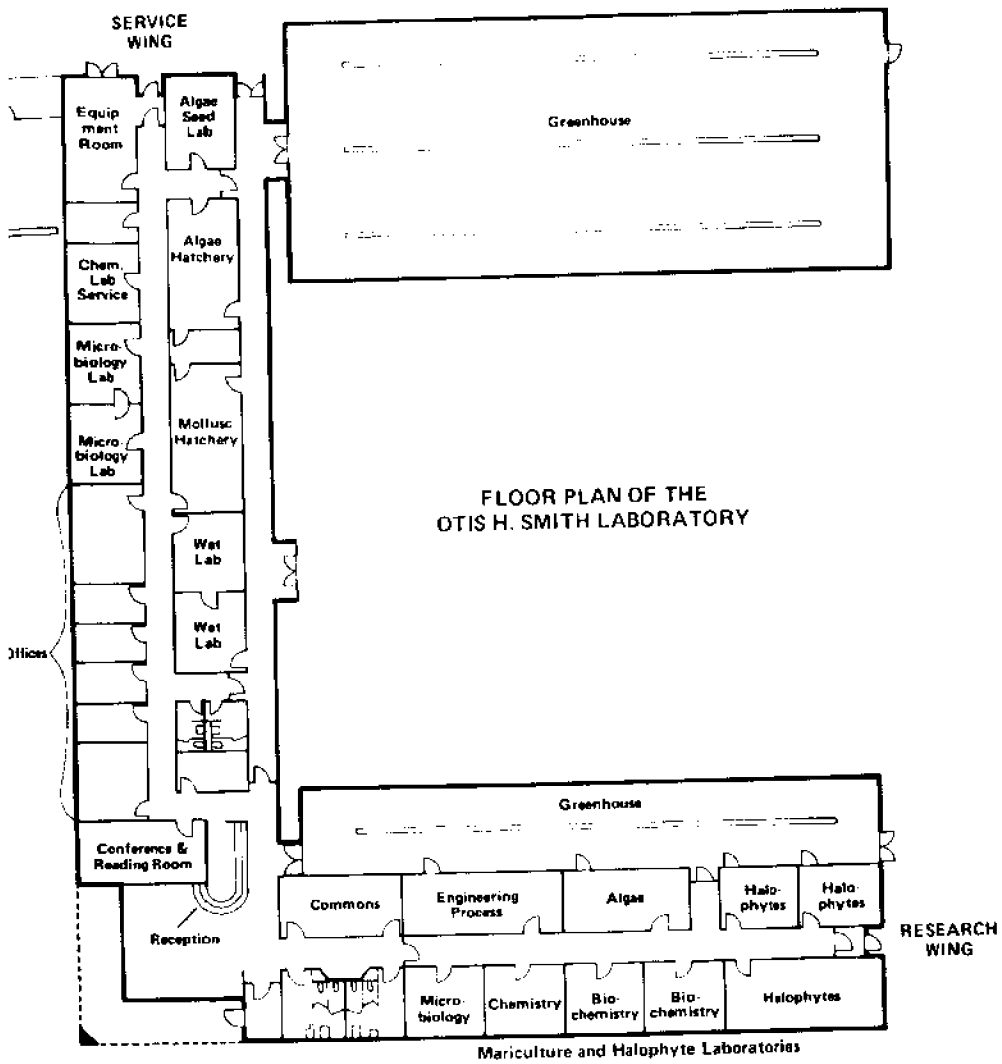 SERVICE
WING
Equip
ment
Room
Algae
Seed
Lab
Greenhouse
Algae
Hatchery
Chem.
Lab
Service
Micro-
biology
Lab
Mollusc
Hatchery
Micro-
biology
Lab
FLOOR PLAN OF THE
OTIS H. SMITH LABORATORY
Wet
Lab
Wet
Lab
Offices
Greenhouse
Conference &
Reading Room
Commons
Engineering
Process
Algae
Halo-
phytes
Halo-
phytes
Reception
RESEARCH
WING
Micro-
biology
Chemistry
Bio-
chemistry
Bio-
chemistry
Halophytes
Mariculture and Halophyte Laboratories